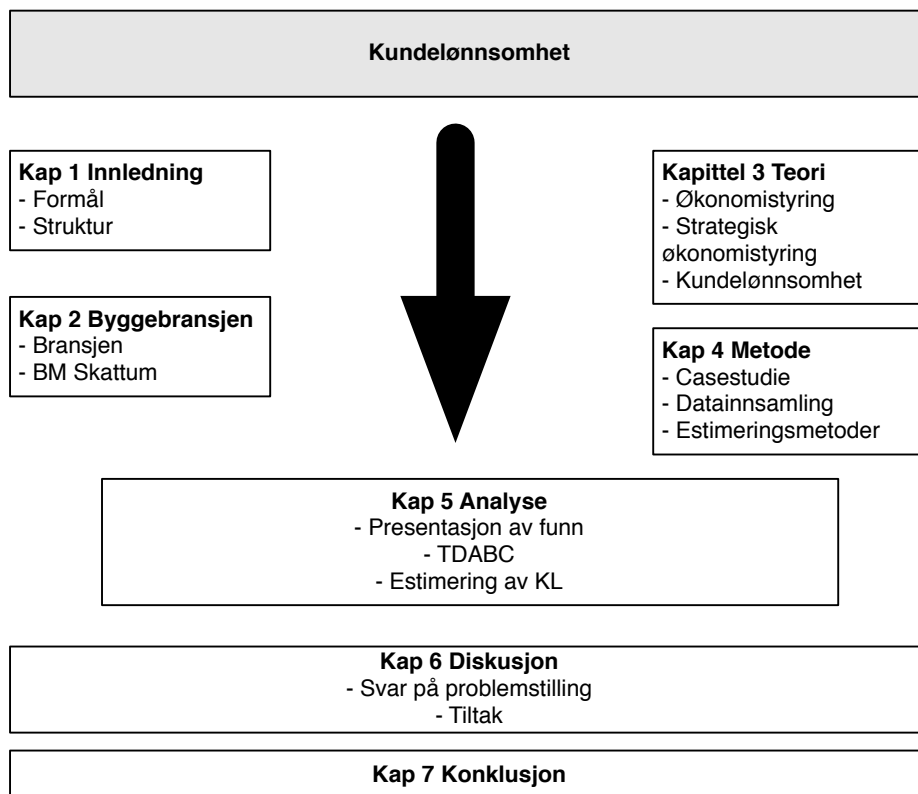 Kundelønnsomhet
Kap 1 Innledning
- Formål
- Struktur
Kap 2 Byggebransjen
- Bransjen
- BM Skattum
Kapittel 3 Teori
- Økonomistyring
- Strategisk
økonomistyring
- Kundelønnsomhet
Kap 4 Metode
- Casestudie
- Datainnsamling
- Estimeringsmetoder
Kap 5 Analyse
- Presentasjon av funn
- TDABC
- Estimering av KL
Kap 6 Diskusjon
- Svar på problemstilling
- Tiltak
Kap 7 Konklusjon